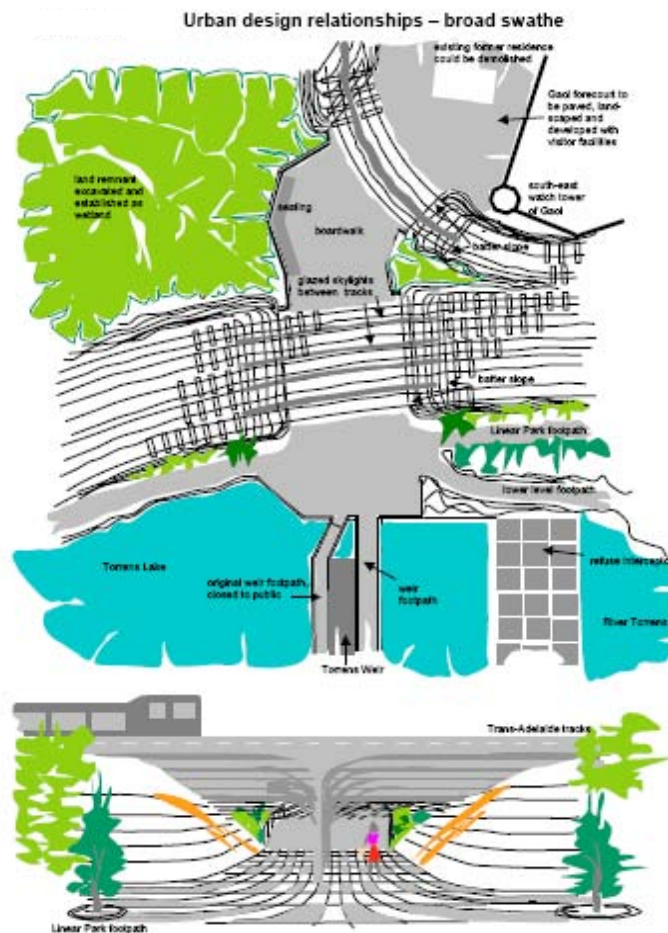 Urban design relationships – broad swathe
existing former residence
could be demolished
Gaol forecourt to
be paved, land-
scaped and
developed with
visitor facilities
land remnant
excavated and
established as
wetland
south-east
watch tower
of Gaol
seating
boardwalk
batter slope
glazed skylights
between tracks
batter slope
Linear Park footpath
lower level footpath
Torrens Lake
original weir footpath,
closed to public
weir
footpath
refuse intercepto
River Torrens
Torrens Weir
Trans-Adelaide tracks
Linear Park footpath